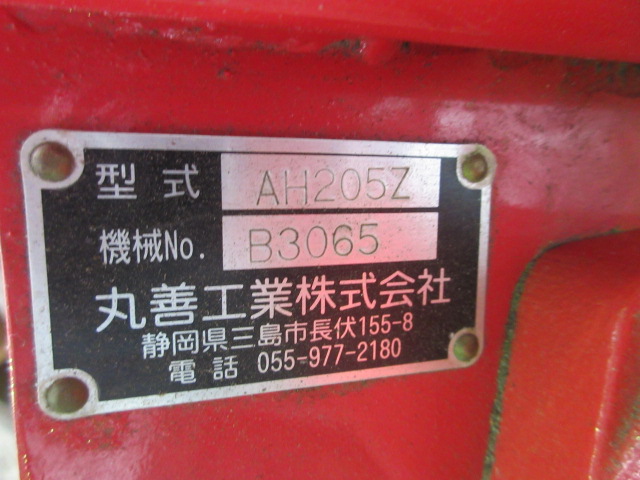 型式 AH205Z
機械No. B3065
丸善工業株式会社
静岡県三島市長伏155-8
電話 055-977-2180